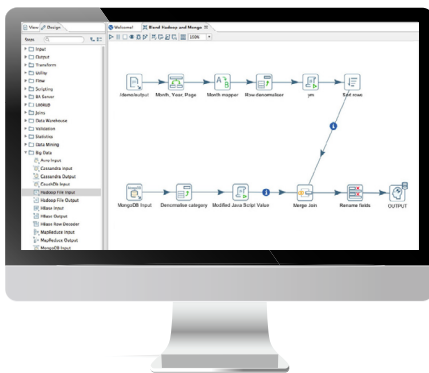 View
Design
Welcome!
Blend Hadoop and Mongo
Steps
100%
Input
Output
Transform
Utility
Flow
Scripting
BA Server
Lookup
Joins
Data Warehouse
Validation
Statistics
Data Mining
Big Data
Avro Input
Cassandra Input
Cassandra Output
CouchDb Input
Hadoop File Input
Hadoop File Output
HBase Input
HBase Output
HBase Row Decoder
MapReduce Input
MapReduce Output
MongoDB Input
Month, Year, Page
Month mapper
Row denormaliser
ym
Sort rows
MongoDB Input
Denormalise category
Modified Java Script Value
Merge Join
Rename fields
OUTPUT